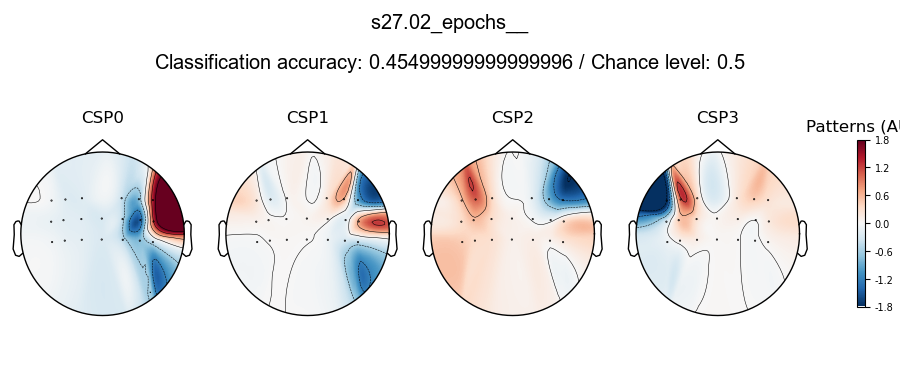 s27.02_epochs__
Classification accuracy: 0.45499999999999996 / Chance level: 0.5
CSP0 CSP1 CSP2 CSP3
Patterns (AU
1.8
1.2
0.6
0.0
-0.6
-1.2
-1.8